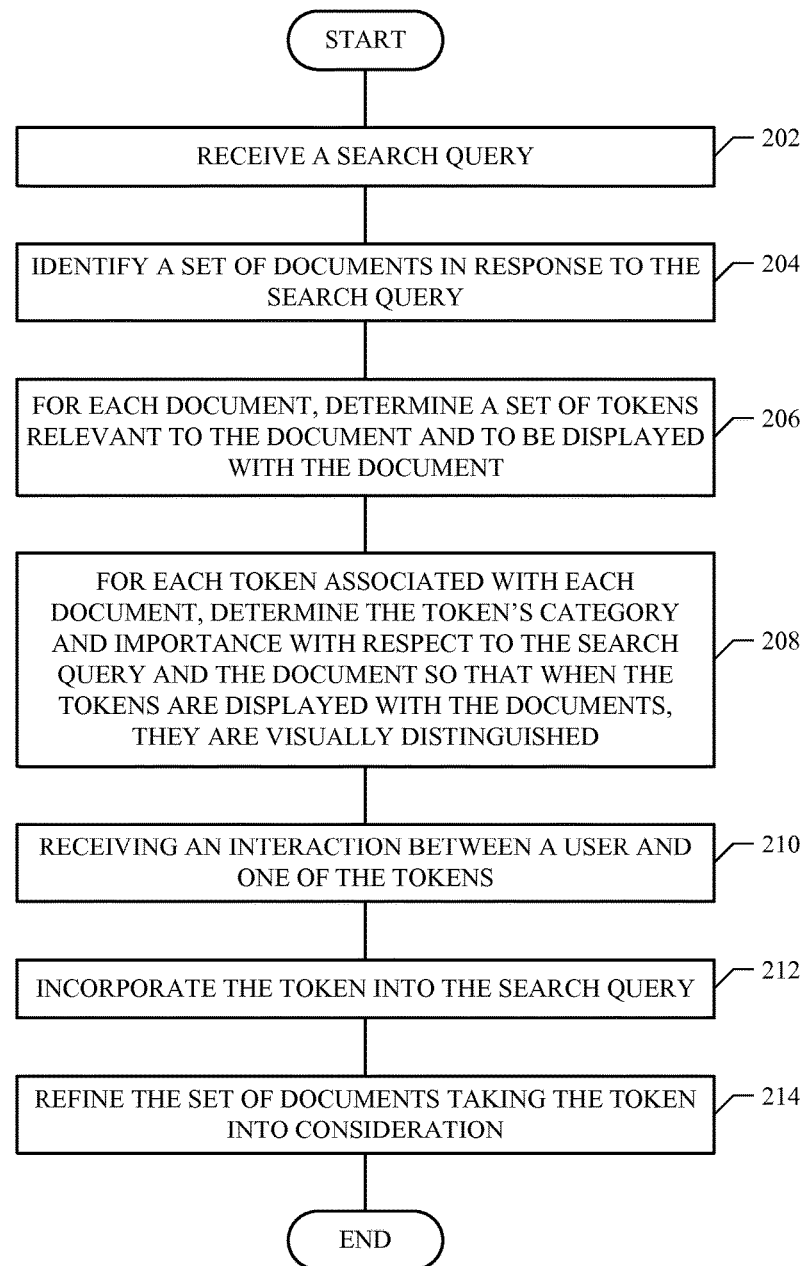 START
RECEIVE A SEARCH QUERY
202
IDENTIFY A SET OF DOCUMENTS IN RESPONSE TO THE
SEARCH QUERY
204
FOR EACH DOCUMENT, DETERMINE A SET OF TOKENS
RELEVANT TO THE DOCUMENT AND TO BE DISPLAYED
WITH THE DOCUMENT
206
FOR EACH TOKEN ASSOCIATED WITH EACH
DOCUMENT, DETERMINE THE TOKEN'S CATEGORY
AND IMPORTANCE WITH RESPECT TO THE SEARCH
QUERY AND THE DOCUMENT SO THAT WHEN THE
TOKENS ARE DISPLAYED WITH THE DOCUMENTS,
THEY ARE VISUALLY DISTINGUISHED
208
RECEIVING AN INTERACTION BETWEEN A USER AND
ONE OF THE TOKENS
210
INCORPORATE THE TOKEN INTO THE SEARCH QUERY
212
REFINE THE SET OF DOCUMENTS TAKING THE TOKEN
INTO CONSIDERATION
214
END